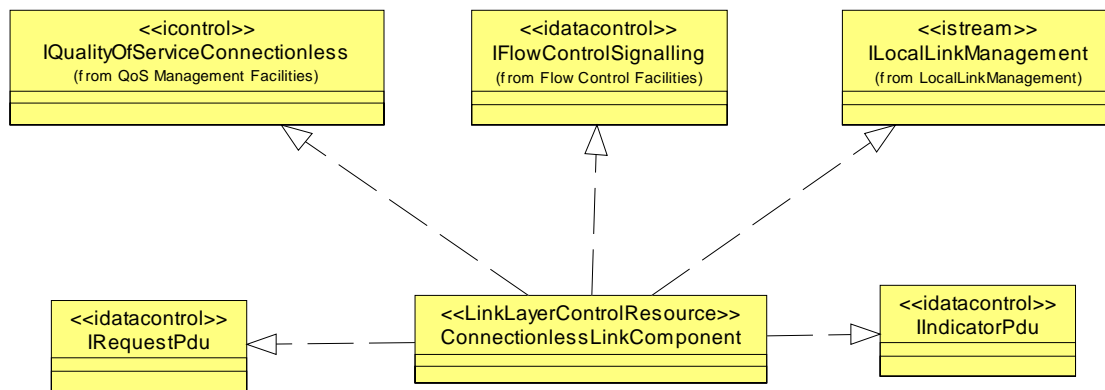 <<icontrol>>
IQualityOfServiceConnectionless
(from QoS Management Facilities)
<<idatacontrol>>
IFlowControlSignalling
(from Flow Control Facilities)
<<istream>>
ILocalLinkManagement
(from LocalLinkManagement)
<<idatacontrol>>
IRequestPdu
<<LinkLayerControlResource>>
ConnectionlessLinkComponent
<<idatacontrol>>
IIndicatorPdu